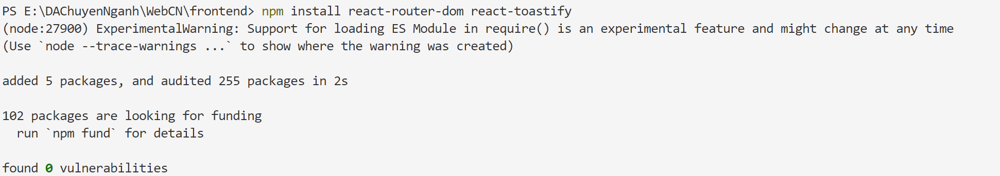 PS E:\DAChuyenNganh\WebCN\frontend> npm install react-router-dom react-toastify
(node:27900) ExperimentalWarning: Support for loading ES Module in require() is an experimental feature and might change at any time
(Use `node --trace-warnings ...` to show where the warning was created)
added 5 packages, and audited 255 packages in 2s
102 packages are looking for funding
  run `npm fund` for details
found 0 vulnerabilities